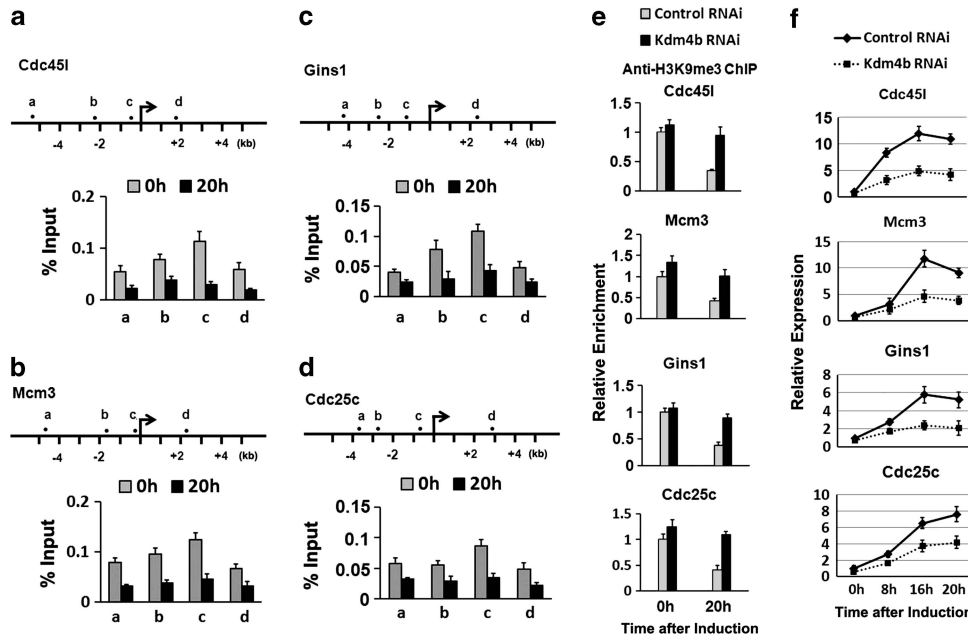 a
Cdc45l
a b c d
-4 -2 +2 +4 (kb)
0h 20h
% Input
0.2
0.1
0
a b c d
b
Mcm3
a b c d
-4 -2 +2 +4 (kb)
0h 20h
% Input
0.2
0.1
0
a b c d
c
Gins1
a b c d
-4 -2 +2 +4 (kb)
0h 20h
% Input
0.15
0.1
0.05
0
a b c d
d
Cdc25c
a b c d
-4 -2 +2 +4 (kb)
0h 20h
% Input
0.15
0.1
0.05
0
a b c d
e
Control RNAi
Kdm4b RNAi
Anti-H3K9me3 ChIP
Relative Enrichment
Cdc45l
1.5
1
0.5
0
Mcm3
2
1.5
1
0.5
0
Gins1
1.5
1
0.5
0
Cdc25c
1.5
1
0.5
0
0h 20h
Time after Induction
f
Control RNAi
Kdm4b RNAi
Relative Expression
Cdc45l
15
10
5
0
Mcm3
15
10
5
0
Gins1
8
6
4
2
0
Cdc25c
10
8
6
4
2
0
0h 8h 16h 20h
Time after Induction